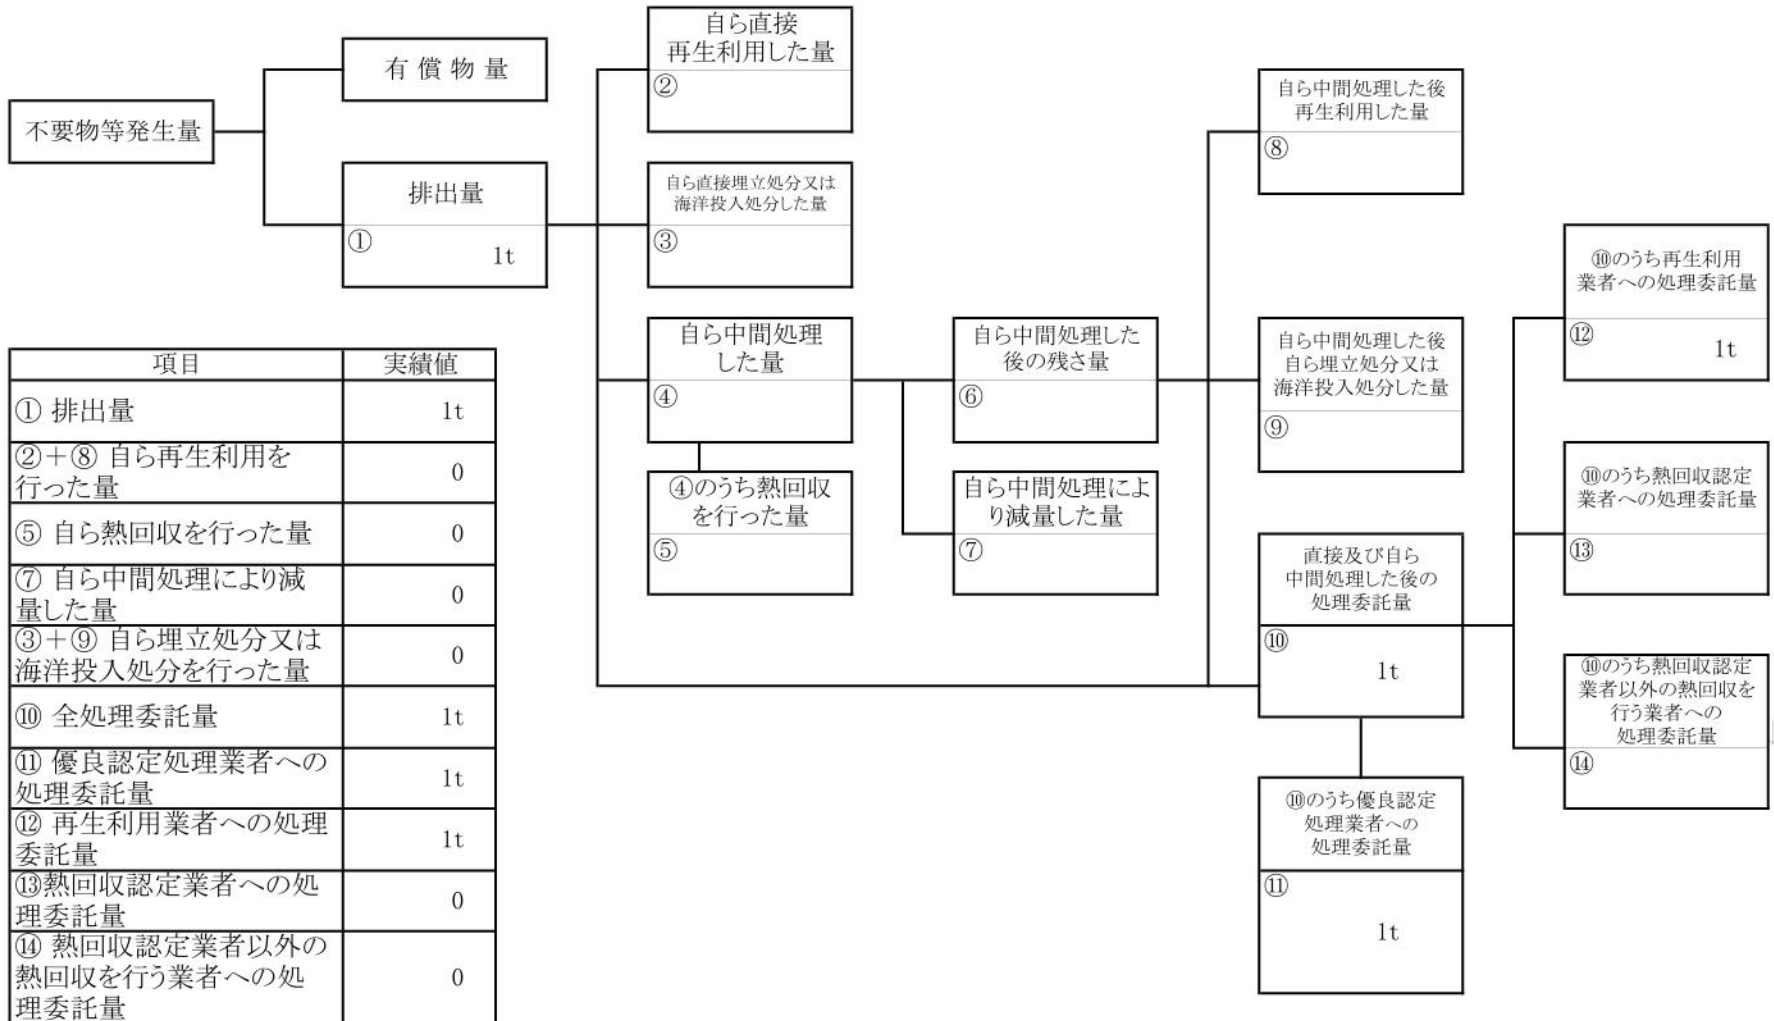 不要物等発生量
有償物量
排出量
①
1t
自ら直接
再生利用した量
②
自ら直接埋立処分又は
海洋投入処分した量
③
自ら中間処理
した量
④
④のうち熱回収
を行った量
⑤
自ら中間処理した
後の残さ量
⑥
自ら中間処理によ
り減量した量
⑦
自ら中間処理した後
再生利用した量
⑧
自ら中間処理した後
自ら埋立処分又は
海洋投入処分した量
⑨
直接及び自ら
中間処理した後の
処理委託量
⑩
1t
⑩のうち優良認定
処理業者への
処理委託量
⑪
1t
⑩のうち再生利用
業者への処理委託量
⑫
1t
⑩のうち熱回収認定
業者への処理委託量
⑬
⑩のうち熱回収認定
業者以外の熱回収を
行う業者への
処理委託量
⑭
項目 実績値
① 排出量 1t
②＋⑧ 自ら再生利用を
行った量 0
⑤ 自ら熱回収を行った量 0
⑦ 自ら中間処理により減
量した量 0
③＋⑨ 自ら埋立処分又は
海洋投入処分を行った量 0
⑩ 全処理委託量 1t
⑪ 優良認定処理業者への
処理委託量 1t
⑫ 再生利用業者への処理
委託量 1t
⑬熱回収認定業者への処
理委託量 0
⑭ 熱回収認定業者以外の
熱回収を行う業者への処 0
理委託量